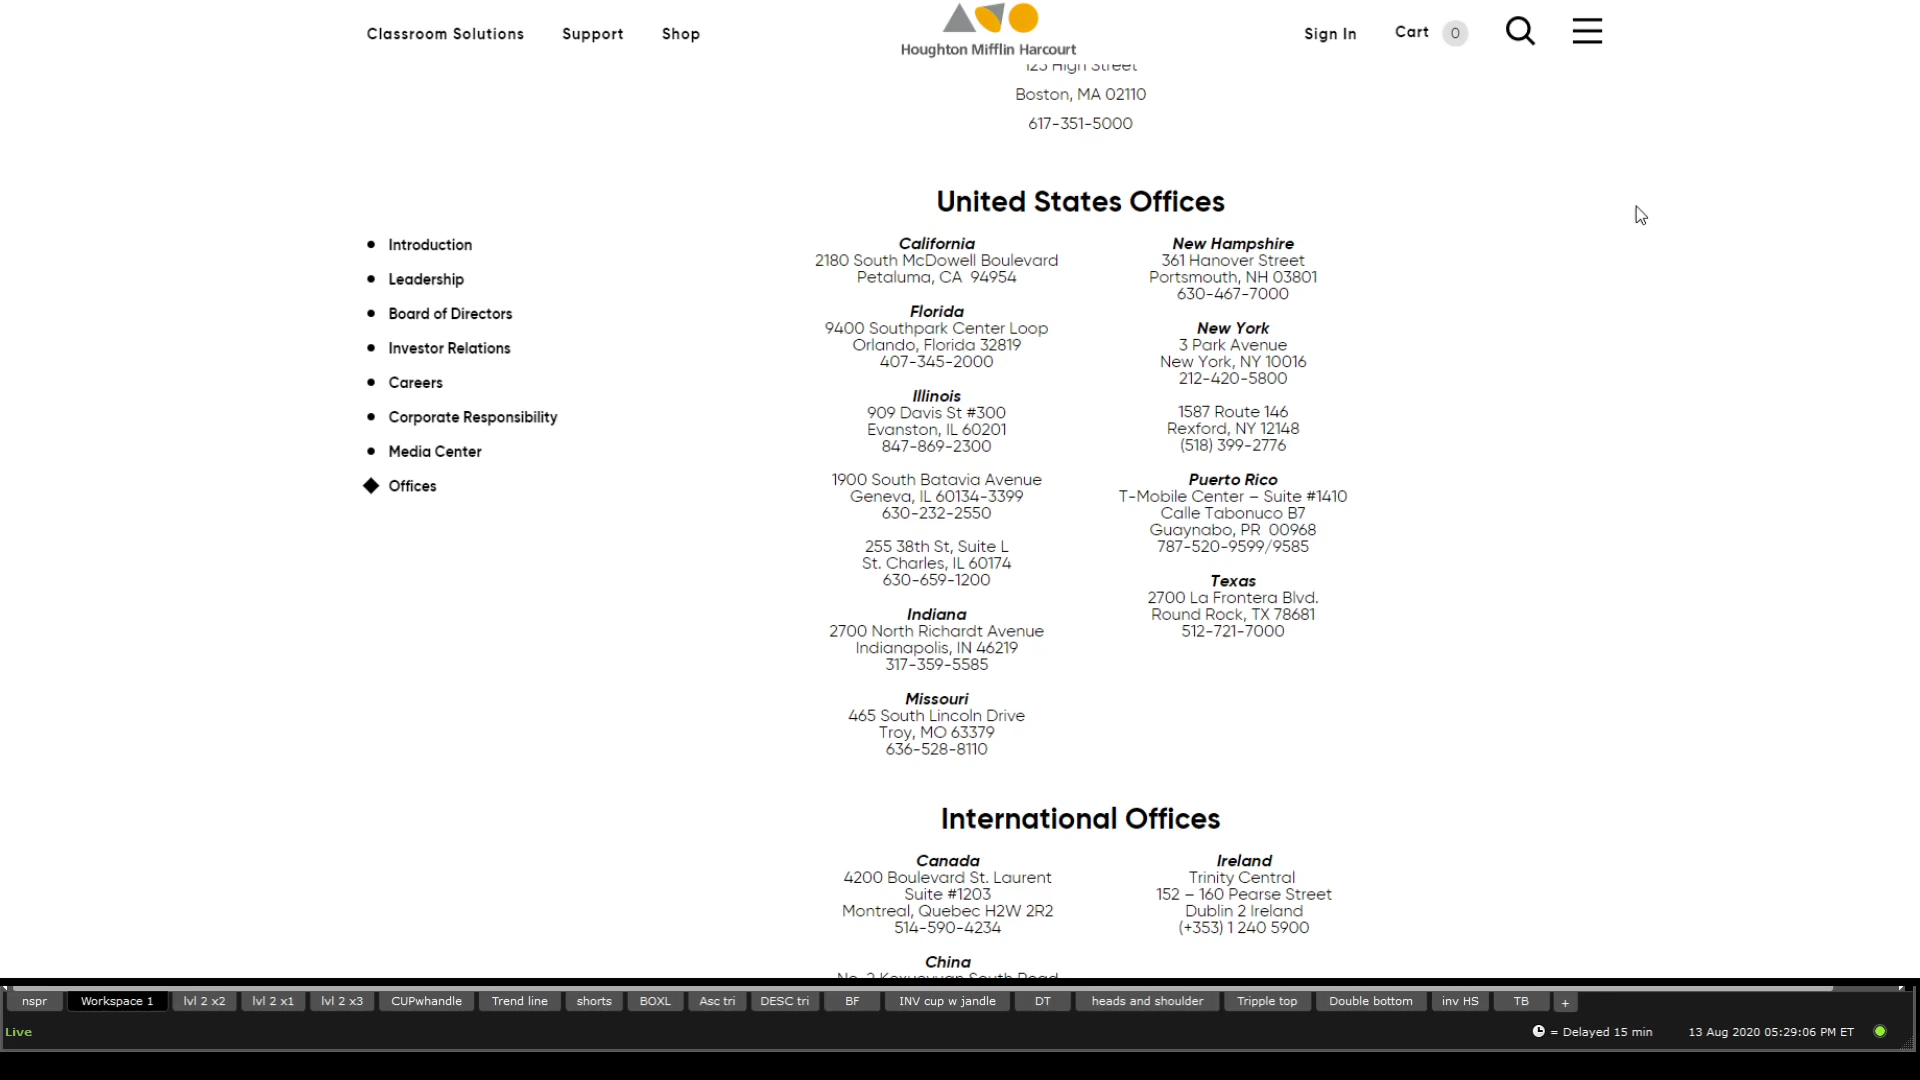 Classroom Solutions
Support
Shop
Houghton Mifflin Harcourt
Sign In
Cart
0
123 High Street
Boston, MA 02110
617-351-5000
Introduction
Leadership
Board of Directors
Investor Relations
Careers
Corporate Responsibility
Media Center
Offices
United States Offices
California
2180 South McDowell Boulevard
Petaluma, CA 94954
Florida
9400 Southpark Center Loop
Orlando, Florida 32819
407-345-2000
Illinois
909 Davis St #300
Evanston, IL 60201
847-869-2300
1900 South Batavia Avenue
Geneva, IL 60134-3399
630-232-2550
255 38th St, Suite L
St. Charles, IL 60174
630-659-1200
Indiana
2700 North Richardt Avenue
Indianapolis, IN 46219
317-359-5585
Missouri
465 South Lincoln Drive
Troy, MO 63379
636-528-8110
New Hampshire
361 Hanover Street
Portsmouth, NH 03801
630-467-7000
New York
3 Park Avenue
New York, NY 10016
212-420-5800
1587 Route 146
Rexford, NY 12148
(518) 399-2776
Puerto Rico
T-Mobile Center – Suite #1410
Calle Tabonuco B7
Guaynabo, PR 00968
787-520-9599/9585
Texas
2700 La Frontera Blvd.
Round Rock, TX 78681
512-721-7000
International Offices
Canada
4200 Boulevard St. Laurent
Suite #1203
Montreal, Quebec H2W 2R2
514-590-4234
China
Ireland
Trinity Central
152 – 160 Pearse Street
Dublin 2 Ireland
(+353) 1 240 5900
nspr
Workspace 1
lvl 2 x2
lvl 2 x1
lvl 2 x3
CUPwhandle
Trend line
shorts
BOXL
Asc tri
DESC tri
BF
INV cup w jandle
DT
heads and shoulder
Tripple top
Double bottom
inv HS
TB
+
Live
= Delayed 15 min
13 Aug 2020 05:29:06 PM ET